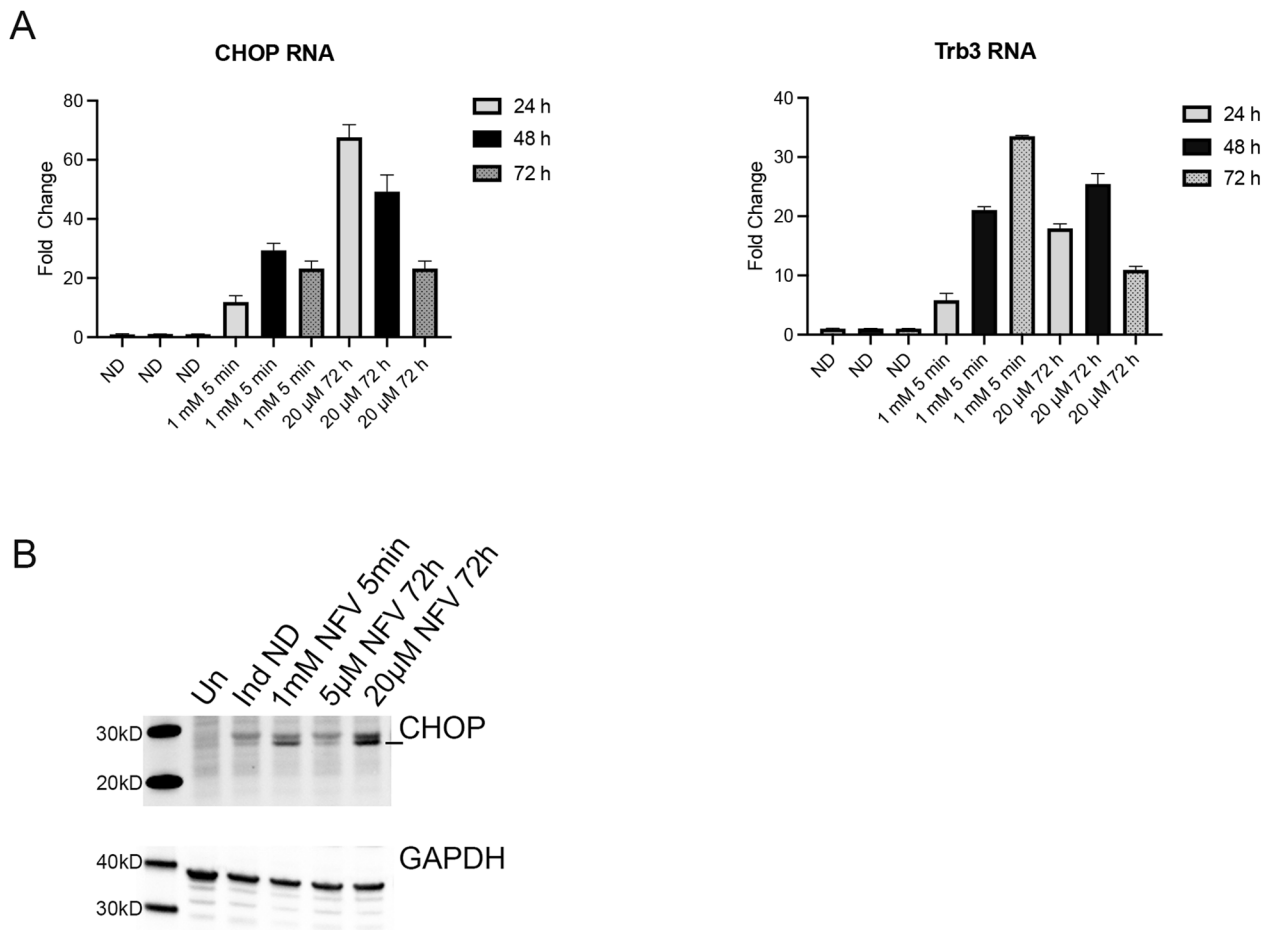 A
CHOP RNA
Fold Change
80
60
40
20
0
ND
ND
ND
1 mM 5 min
1 mM 5 min
1 mM 5 min
20 µM 72 h
20 µM 72 h
20 µM 72 h
24 h
48 h
72 h
Trb3 RNA
Fold Change
40
30
20
10
0
ND
ND
ND
1 mM 5 min
1 mM 5 min
1 mM 5 min
20 µM 72 h
20 µM 72 h
20 µM 72 h
24 h
48 h
72 h
B
Un
Ind ND
1mM NFV 5min
5µM NFV 72h
20µM NFV 72h
30kD
CHOP
20kD
40kD
GAPDH
30kD